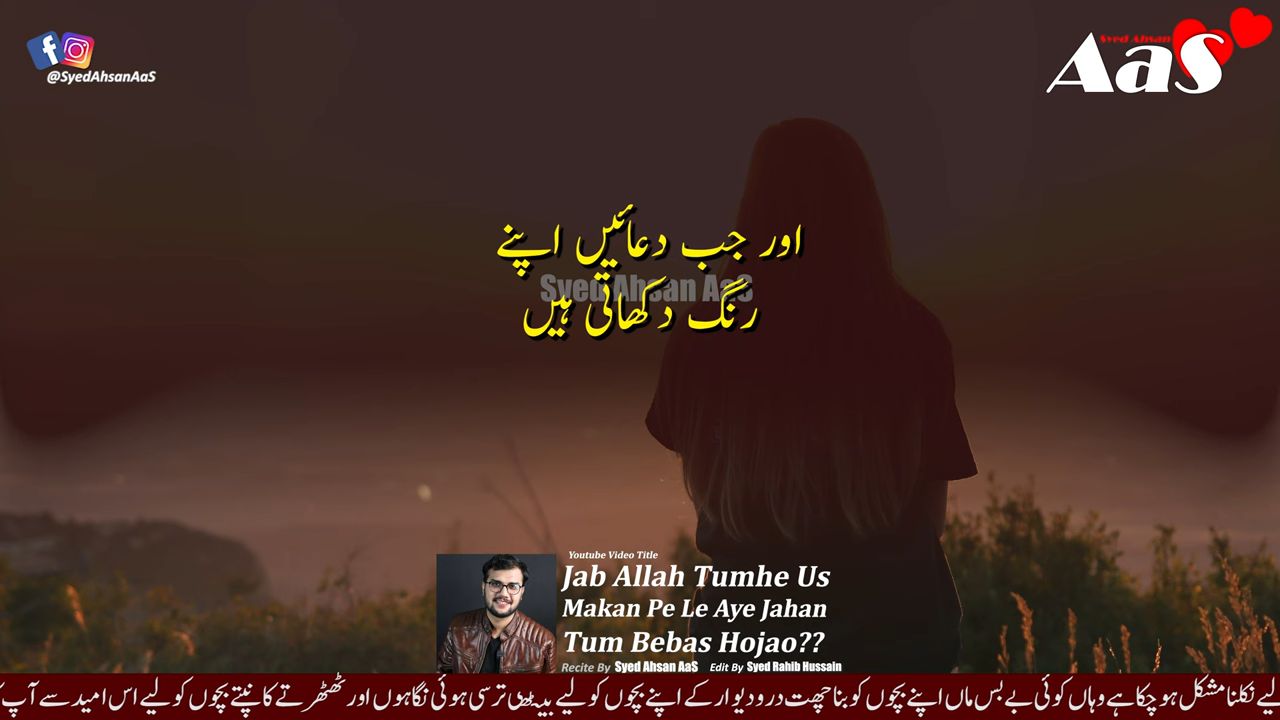 @SyedAhsanAaS
Syed Ahsan
AaS
اور جب دعائیں اپنے
Syed Ahsan AaS
رنگ دکھاتی ہیں
Youtube Video Title
Jab Allah Tumhe Us
Makan Pe Le Aye Jahan
Tum Bebas Hojao??
Recite By Syed Ahsan AaS Edit By Syed Rahib Hussain
لیے نکلنا مشکل ہو چکا ہے وہاں کوئی بے بس ماں اپنے بچوں کو بنا چھت در و دیوار کے اپنے بچوں کو لیے بیٹھی ترسی ہوئی نگاہوں اور ٹھٹھرتے کانپتے بچوں کو لیے اس امید سے آپ